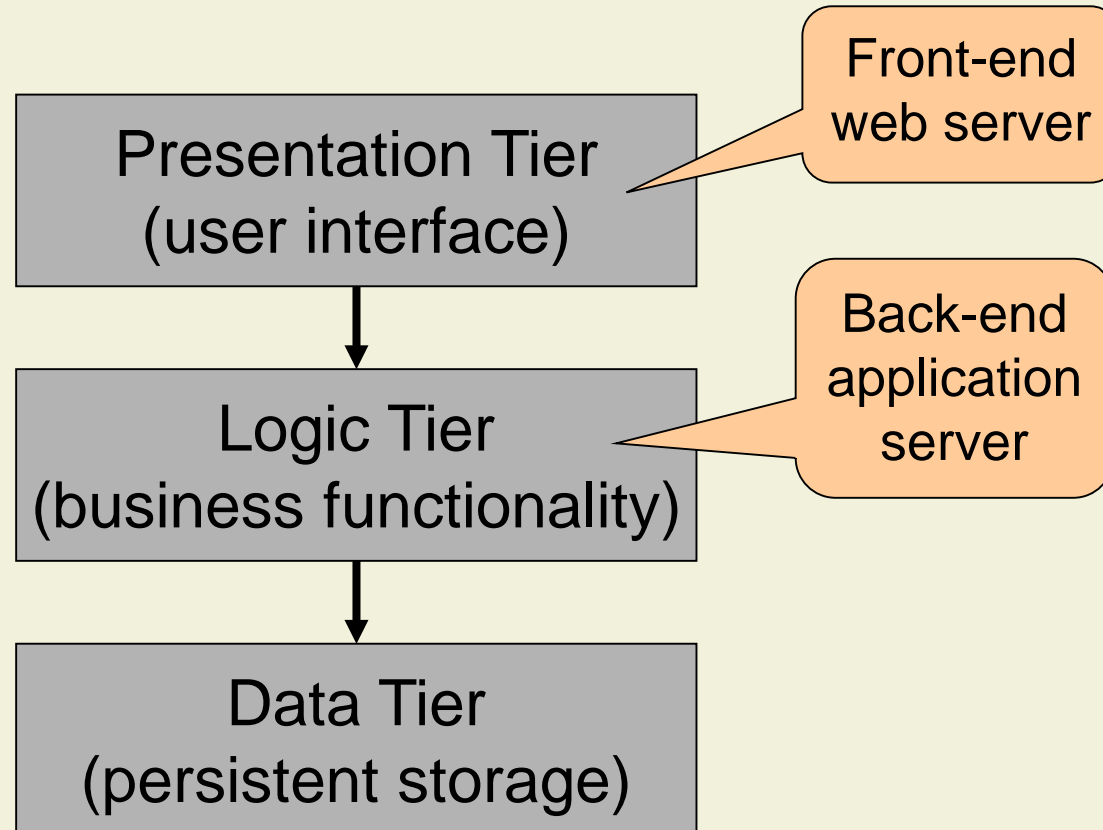 Front-end
web server
Presentation Tier
(user interface)
Back-end
application
server
Logic Tier
(business functionality)
Data Tier
(persistent storage)